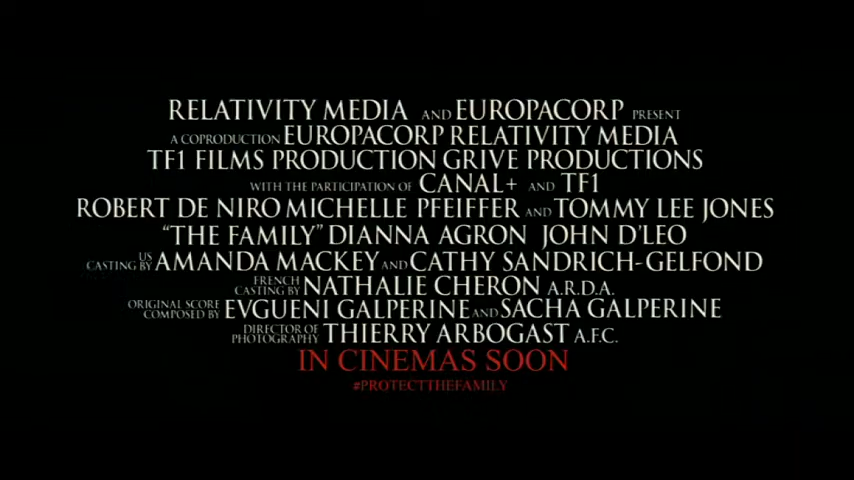 RELATIVITY MEDIA AND EUROPACORP PRESENT
A COPRODUCTION EUROPACORP RELATIVITY MEDIA
TF1 FILMS PRODUCTION GRIVE PRODUCTIONS
WITH THE PARTICIPATION OF CANAL+ AND TF1
ROBERT DE NIRO MICHELLE PFEIFFER AND TOMMY LEE JONES
“THE FAMILY” DIANNA AGRON JOHN D’LEO
US CASTING BY AMANDA MACKEY AND CATHY SANDRICH-GELFOND
FRENCH CASTING BY NATHALIE CHERON A.R.D.A.
ORIGINAL SCORE COMPOSED BY EVGUENI GALPERINE AND SACHA GALPERINE
DIRECTOR OF PHOTOGRAPHY THIERRY ARBOGAST A.F.C.
IN CINEMAS SOON
#PROTECTTHEFAMILY